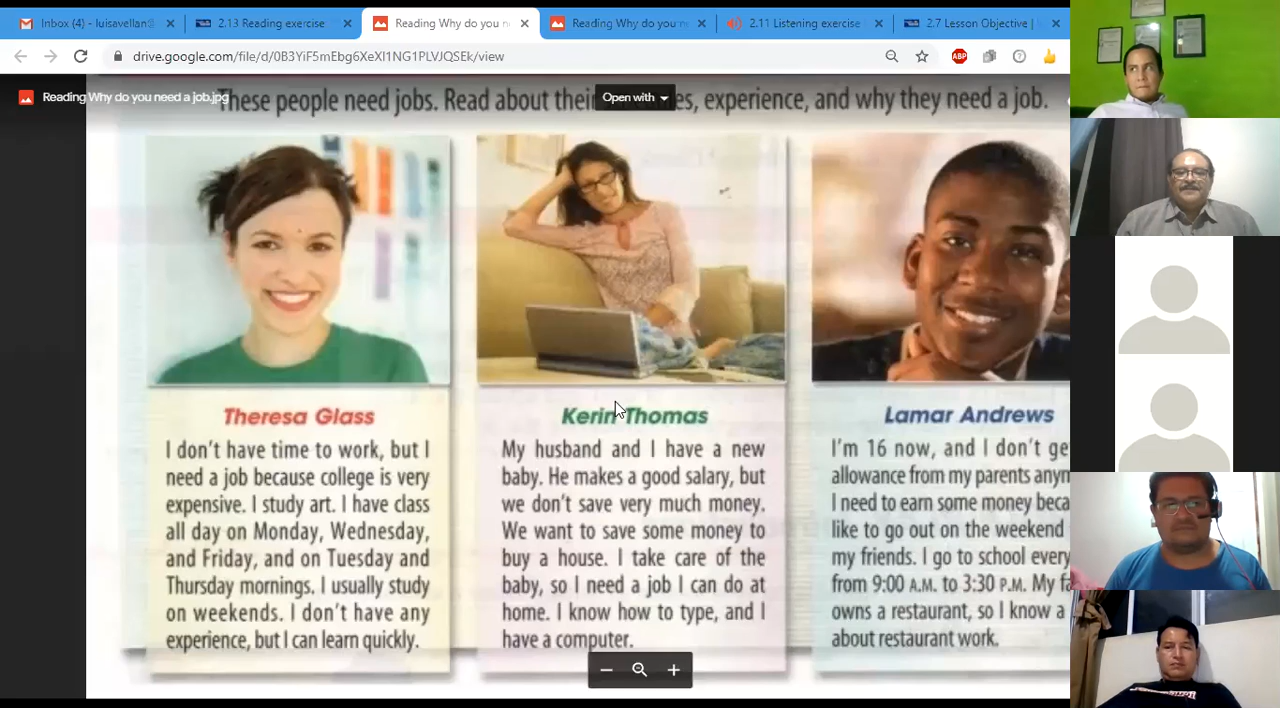 Inbox (4) - luisavellan8
2.13 Reading exercise
Reading Why do you n
Reading Why do you n
2.11 Listening exercise
2.7 Lesson Objective |
drive.google.com/file/d/0B3YiF5mEbg6XeXl1NG1PLVJQSEk/view
ABP
Reading Why do you need a job.jpg
Open with
These people need jobs. Read about their es, experience, and why they need a job.
Theresa Glass
I don't have time to work, but I
need a job because college is very
expensive. I study art. I have class
all day on Monday, Wednesday,
and Friday, and on Tuesday and
Thursday mornings. I usually study
on weekends. I don't have any
experience, but I can learn quickly.
Kerin Thomas
My husband and I have a new
baby. He makes a good salary, but
we don't save very much money.
We want to save some money to
buy a house. I take care of the
baby, so I need a job I can do at
home. I know how to type, and I
have a computer.
Lamar Andrews
I'm 16 now, and I don't ge
allowance from my parents anym
I need to earn some money beca
like to go out on the weekend
my friends. I go to school every
from 9:00 A.M. to 3:30 P.M. My fa
owns a restaurant, so I know a
about restaurant work.